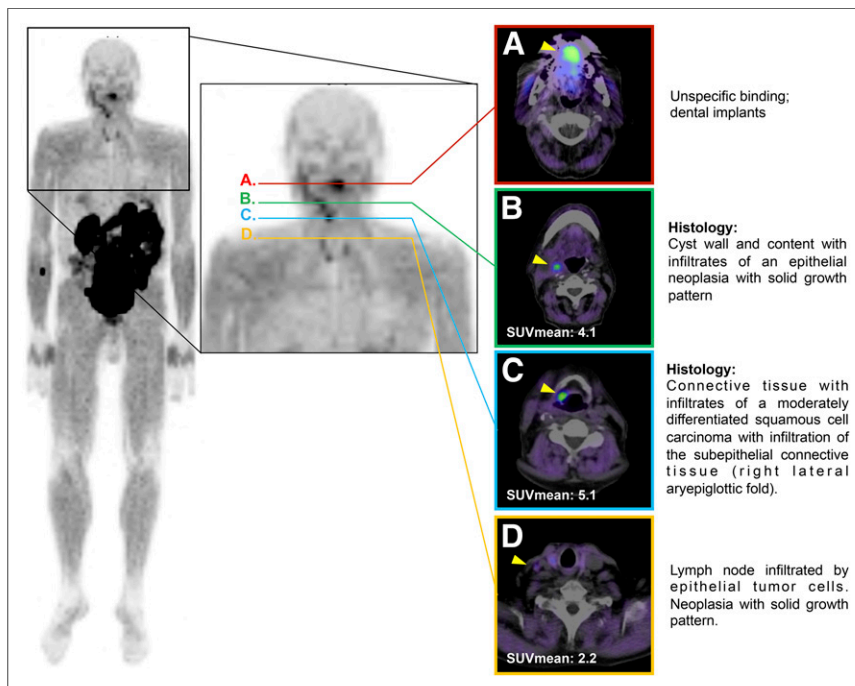 A
Unspecific binding;
dental implants
A.
B.
C.
D.
B
SUVmean: 4.1
Histology:
Cyst wall and content with
infiltrates of an epithelial
neoplasia with solid growth
pattern
C
SUVmean: 5.1
Histology:
Connective tissue with
infiltrates of a moderately
differentiated squamous cell
carcinoma with infiltration of
the subepithelial connective
tissue (right lateral
aryepiglottic fold).
D
SUVmean: 2.2
Lymph node infiltrated by
epithelial tumor cells.
Neoplasia with solid growth
pattern.